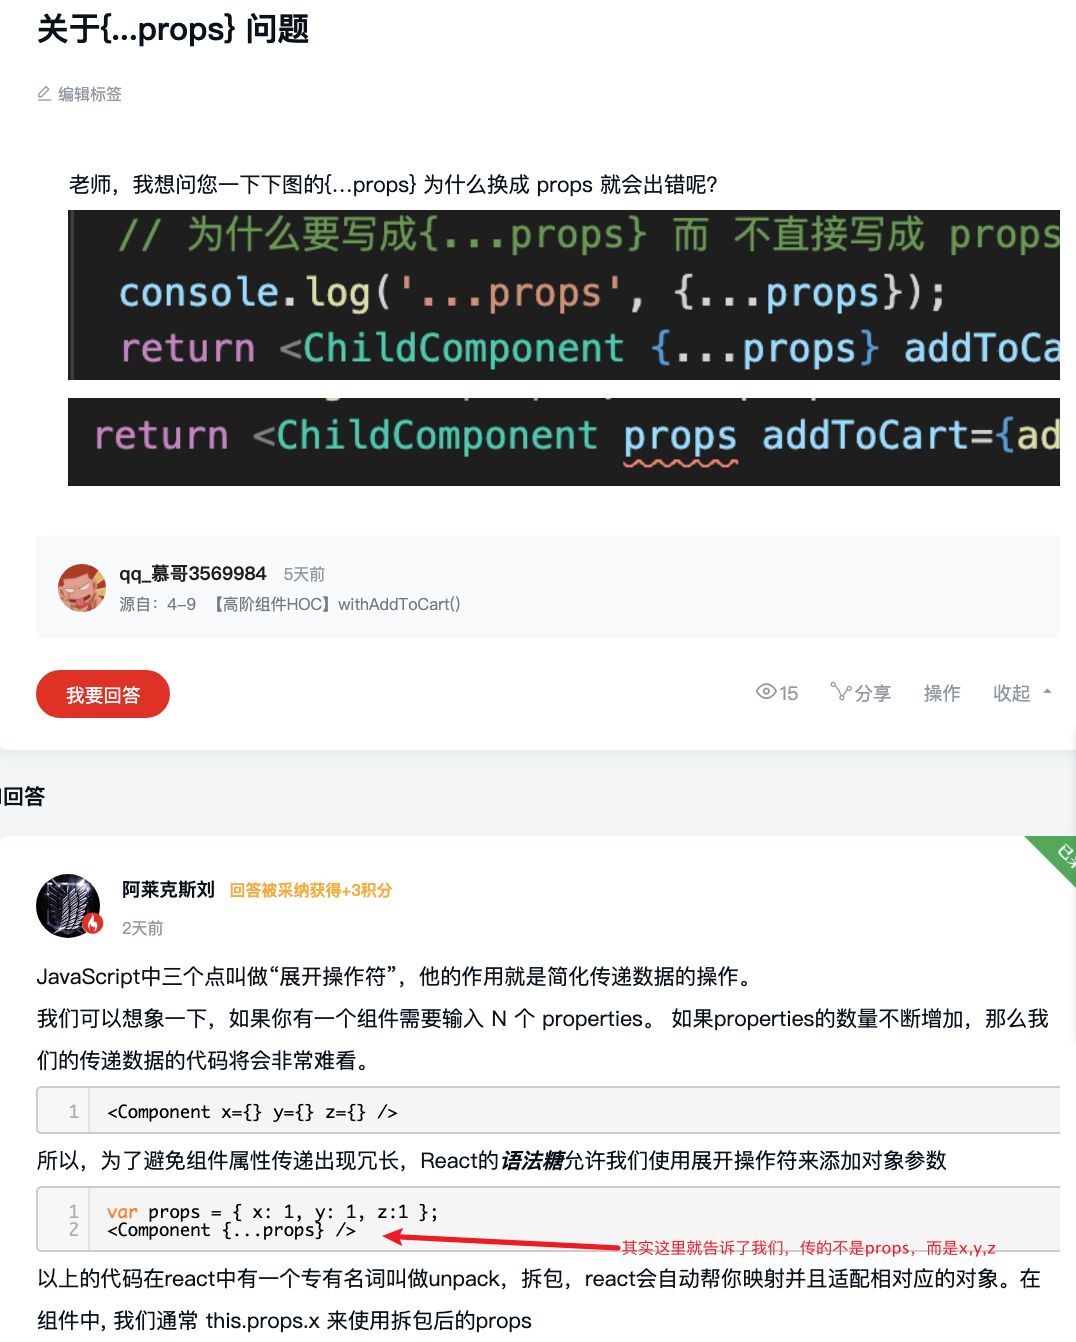 关于{...props} 问题
编辑标签
老师，我想问您一下下图的{...props} 为什么换成 props 就会出错呢？
// 为什么要写成{...props} 而 不直接写成 props
console.log('...props', {...props});
return <ChildComponent {...props} addToCa
return <ChildComponent props addToCart={ad
qq_慕哥3569984 5天前
源自：4-9 【高阶组件HOC】withAddToCart()
我要回答
15 分享 操作 收起
回答
阿莱克斯刘 回答被采纳获得+3积分
2天前
JavaScript中三个点叫做“展开操作符”，他的作用就是简化传递数据的操作。
我们可以想象一下，如果你有一个组件需要输入 N 个 properties。 如果properties的数量不断增加，那么我
们的传递数据的代码将会非常难看。
1 <Component x={} y={} z={} />
所以，为了避免组件属性传递出现冗长，React的语法糖允许我们使用展开操作符来添加对象参数
1 var props = { x: 1, y: 1, z:1 };
2 <Component {...props} />
其实这里就告诉了我们，传的不是props，而是x,y,z
以上的代码在react中有一个专有名词叫做unpack，拆包，react会自动帮你映射并且适配相对应的对象。在
组件中, 我们通常 this.props.x 来使用拆包后的props